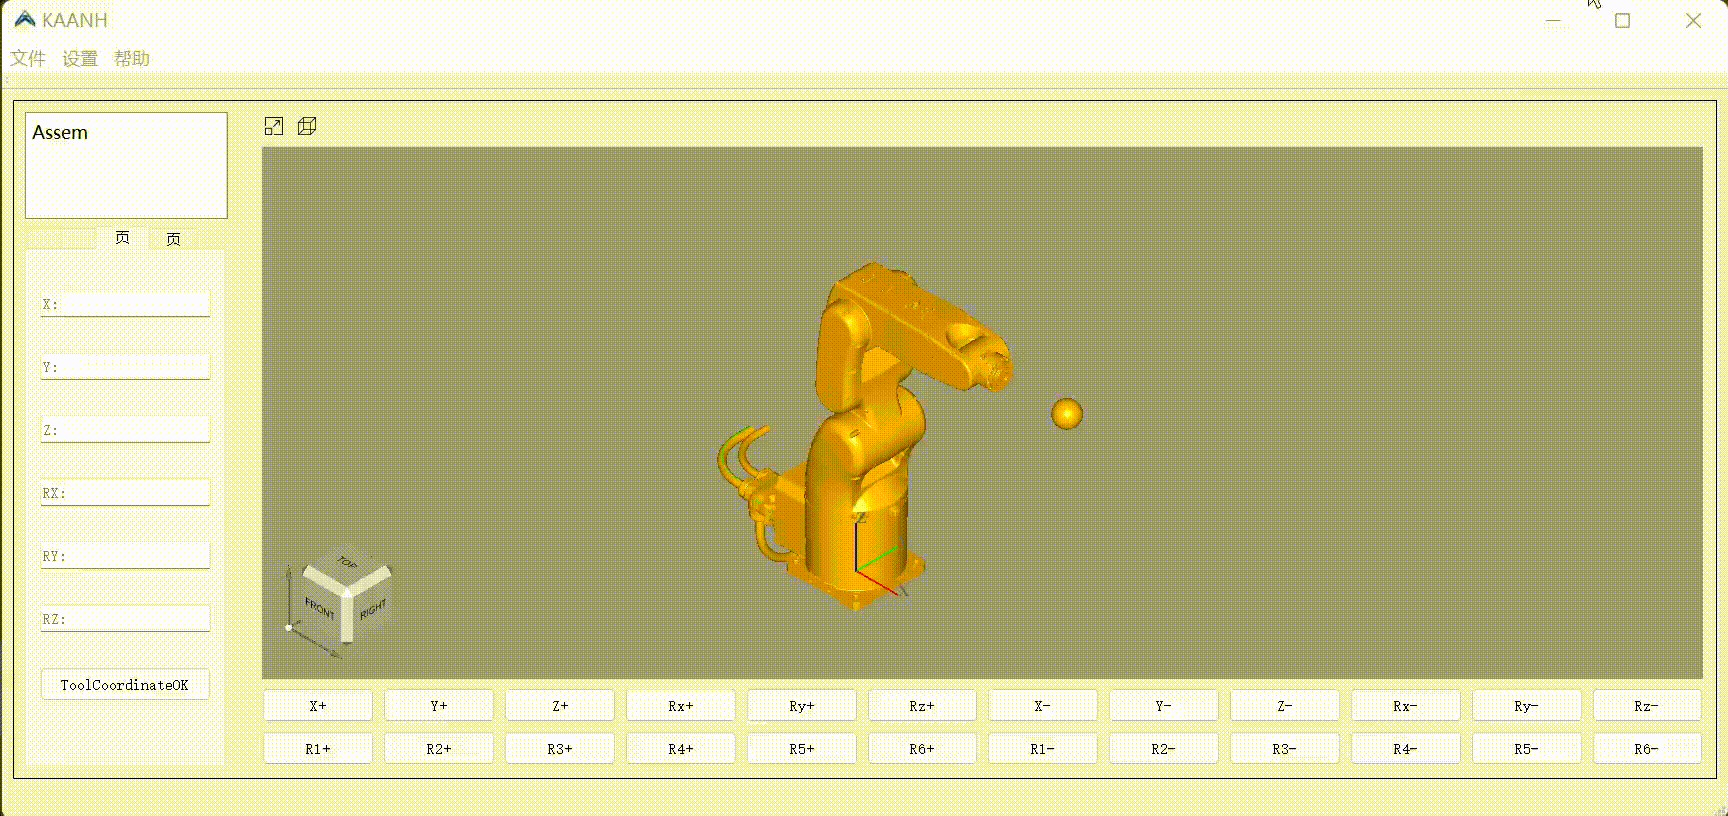 KAANH
文件 设置 帮助
Assem
页 页
X:
Y:
Z:
RX:
RY:
RZ:
ToolCoordinateOK
Z
X
TOP
FRONT RIGHT
X+ Y+ Z+ Rx+ Ry+ Rz+ X- Y- Z- Rx- Ry- Rz-
R1+ R2+ R3+ R4+ R5+ R6+ R1- R2- R3- R4- R5- R6-